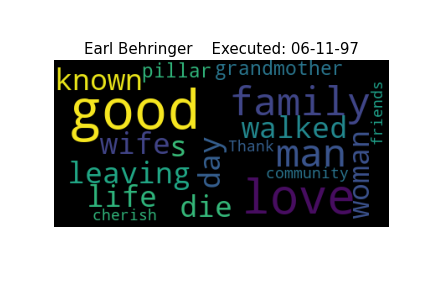 Earl Behringer    Executed: 06-11-97
known pillar grandmother
good family friends
wife s day Thank walked man
leaving community woman
life die love
cherish